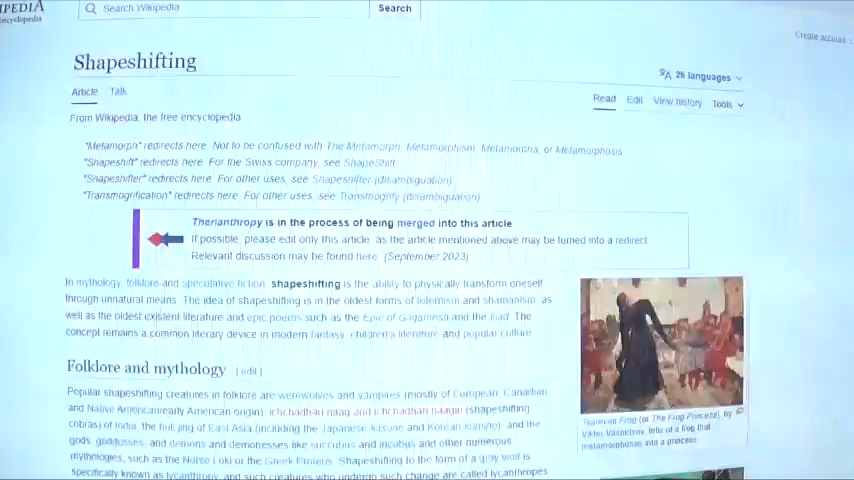 IPEDIA
Encyclopedia
Search Wikipedia
Search
Create account
Shapeshifting
26 languages
Article Talk
Read Edit View history Tools
From Wikipedia, the free encyclopedia
"Metamorph" redirects here. Not to be confused with The Metamorph, Metamorphism, Metamorpha, or Metamorphosis.
"Shapeshift" redirects here. For the Swiss company, see ShapeShift.
"Shapeshifter" redirects here. For other uses, see Shapeshifter (disambiguation).
"Transmogrification" redirects here. For other uses, see Transmogrify (disambiguation).
Therianthropy is in the process of being merged into this article.
If possible, please edit only this article, as the article mentioned above may be turned into a redirect.
Relevant discussion may be found here. (September 2023)
In mythology, folklore and speculative fiction, shapeshifting is the ability to physically transform oneself
through unnatural means. The idea of shapeshifting is in the oldest forms of totemism and shamanism, as
well as the oldest existent literature and epic poems such as the Epic of Gilgamesh and the Iliad. The
concept remains a common literary device in modern fantasy, children's literature and popular culture.
Folklore and mythology [edit]
Popular shapeshifting creatures in folklore are werewolves and vampires (mostly of European, Canadian,
and Native American/early American origin), ichchadhari naag and ichchadhari naagin (shapeshifting
cobras) of India, the huli jing of East Asia (including the Japanese kitsune and Korean kumiho), and the
gods, goddesses, and demons and demonesses like succubus and incubus and other numerous
mythologies, such as the Norse Loki or the Greek Proteus. Shapeshifting to the form of a gray wolf is
specifically known as lycanthropy, and such creatures who undergo such change are called lycanthropes
Tsarevna Frog (or The Frog Princess), by
Viktor Vasnetsov, tells of a frog that
metamorphoses into a princess.